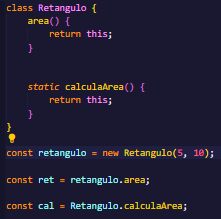 class Retangulo {
    area() {
        return this;
    }

    static calculaArea() {
        return this;
    }
}
const retangulo = new Retangulo(5, 10);
const ret = retangulo.area;
const cal = Retangulo.calculaArea;